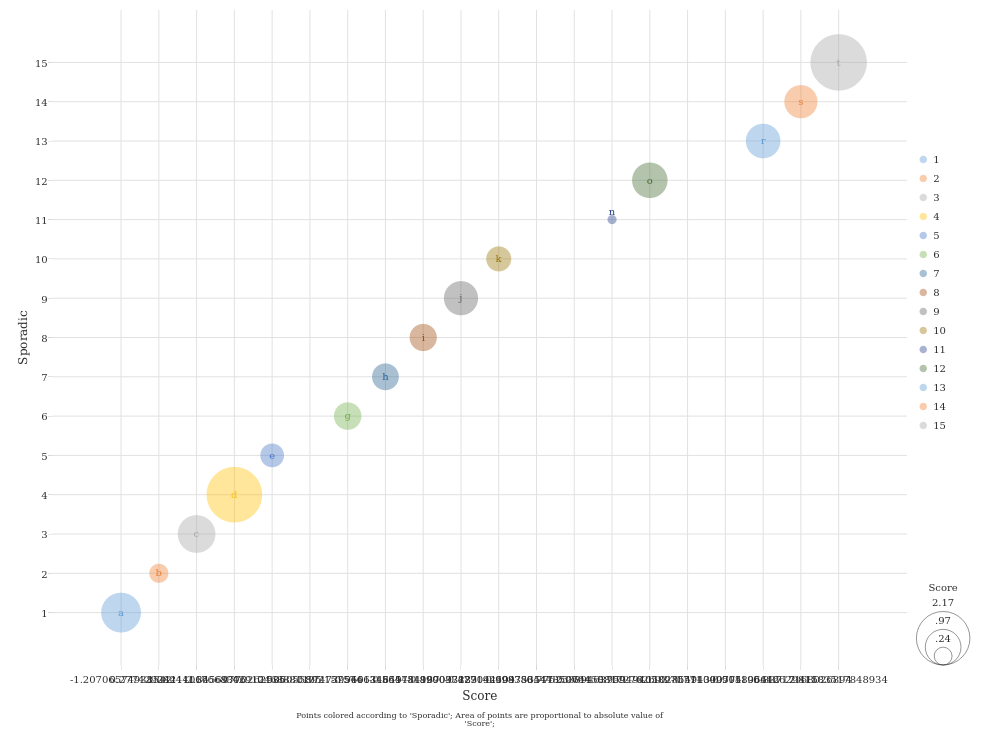 15
14
13
12
11
10
9
8
7
6
5
4
3
2
1
Sporadic
t
s
r
o
n
k
j
i
h
g
e
d
c
b
a
1
2
3
4
5
6
7
8
9
10
11
12
13
14
15
Score
2.17
.97
.24
Score
Points colored according to 'Sporadic'; Area of points are proportional to absolute value of
'Score';